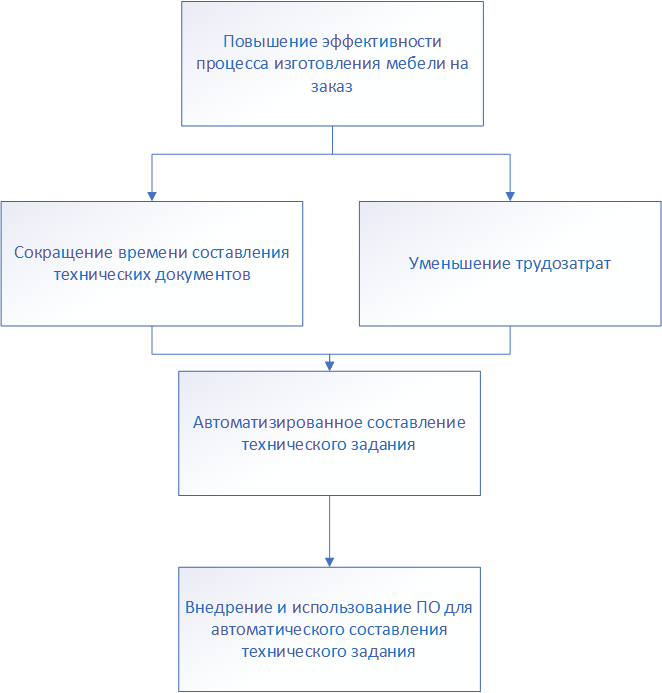 Повышение эффективности
процесса изготовления мебели на
заказ
Сокращение времени составления
технических документов
Уменьшение трудозатрат
Автоматизированное составление
технического задания
Внедрение и использование ПО для
автоматического составления
технического задания